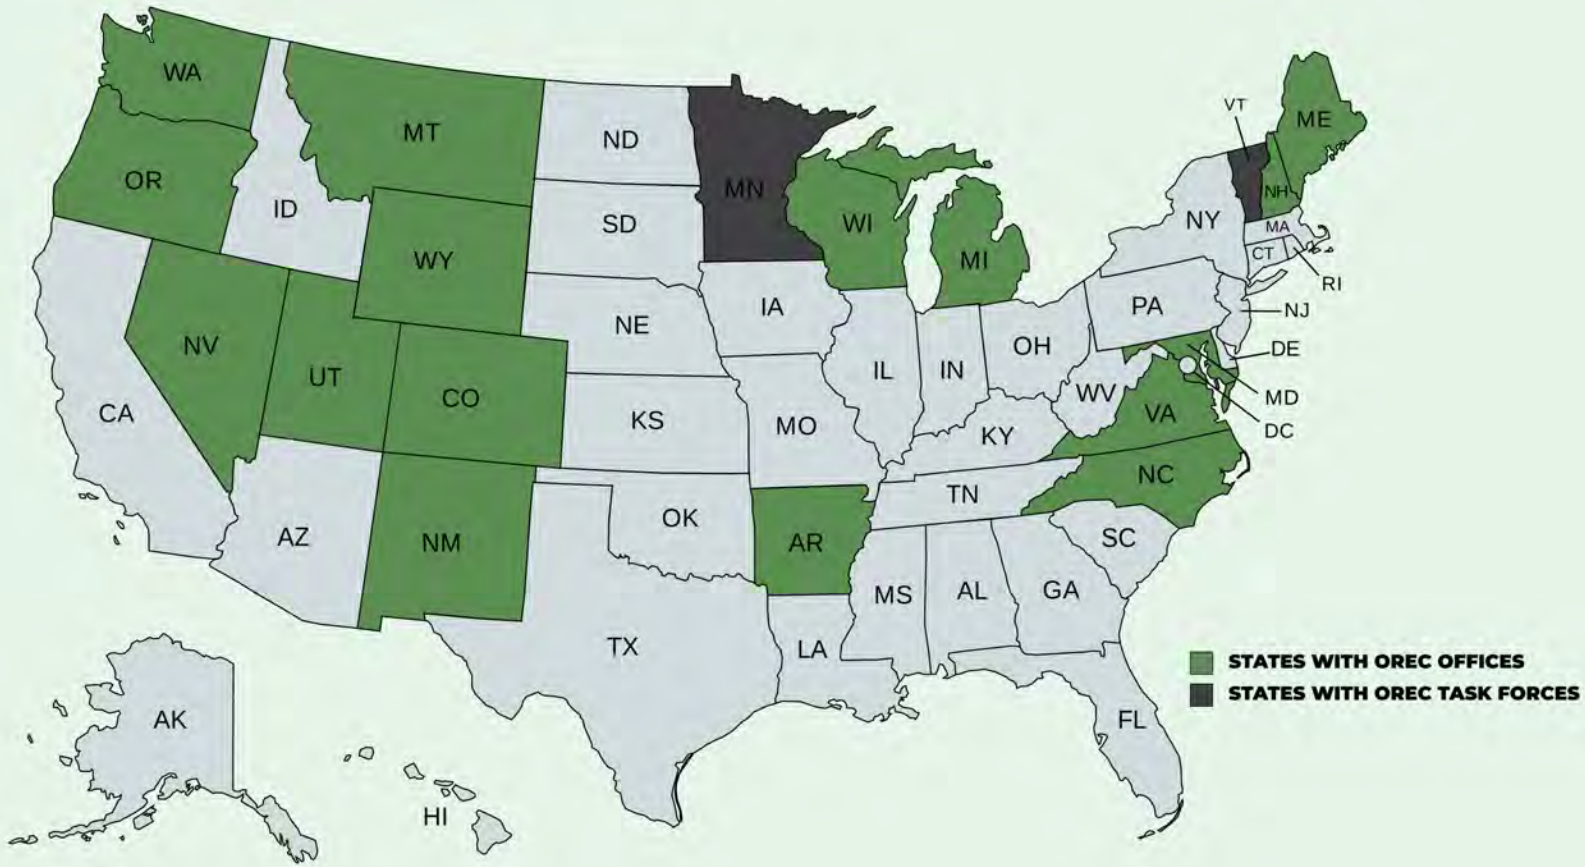 WA
MT
ND
MN
VT
ME
OR
ID
SD
WI
MI
NY
NH
MA
CT
RI
WY
NE
IA
PA
NJ
NV
UT
CO
IL
IN
OH
DE
MD
DC
CA
KS
MO
WV
VA
KY
NC
AZ
NM
OK
AR
TN
SC
MS
AL
GA
TX
LA
FL
AK
HI
STATES WITH OREC OFFICES
STATES WITH OREC TASK FORCES